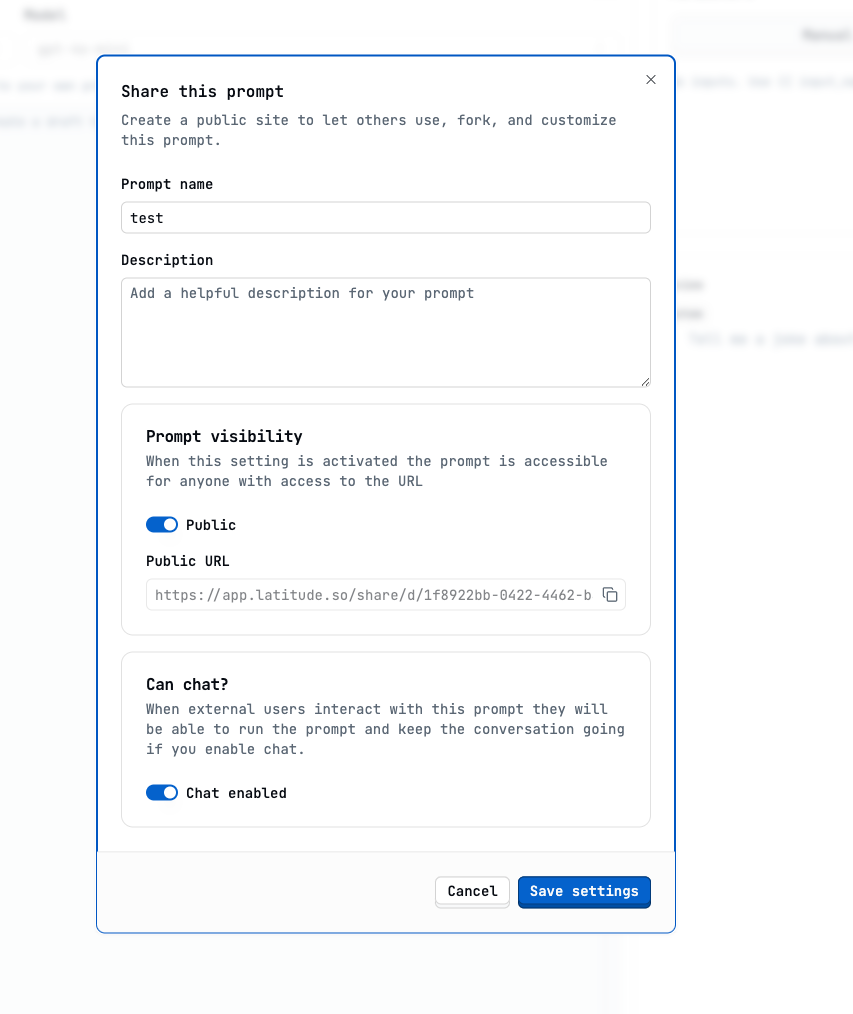 Model
Manual
Share this prompt
Create a public site to let others use, fork, and customize
this prompt.
Prompt name
test
Description
Add a helpful description for your prompt
Prompt visibility
When this setting is activated the prompt is accessible
for anyone with access to the URL
Public
Public URL
https://app.latitude.so/share/d/1f8922bb-0422-4462-b
Can chat?
When external users interact with this prompt they will
be able to run the prompt and keep the conversation going
if you enable chat.
Chat enabled
Cancel
Save settings